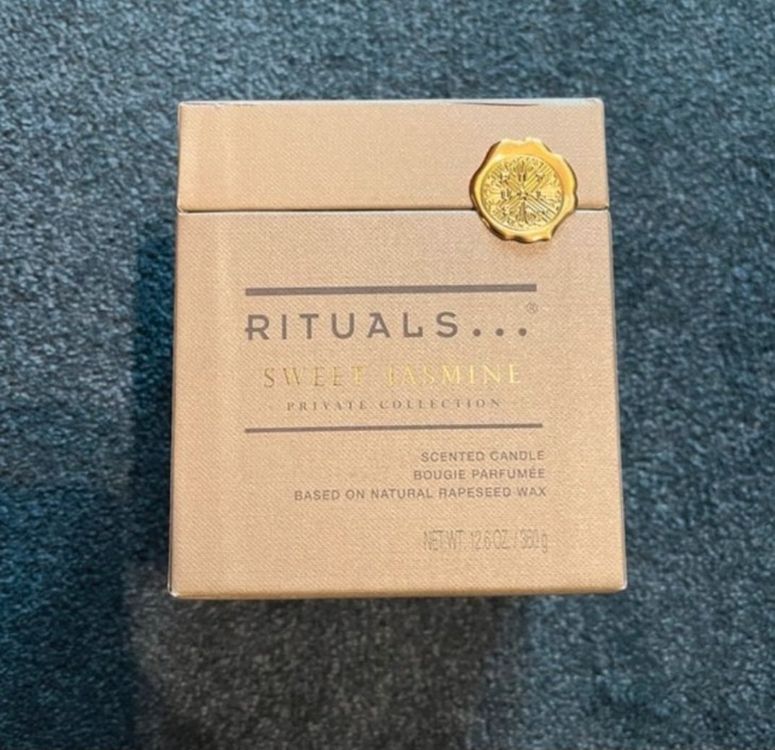 RITUALS...®
SWEET JASMINE
PRIVATE COLLECTION
SCENTED CANDLE
BOUGIE PARFUMÉE
BASED ON NATURAL RAPESEED WAX
NET WT. 12.6 OZ. / 360 g